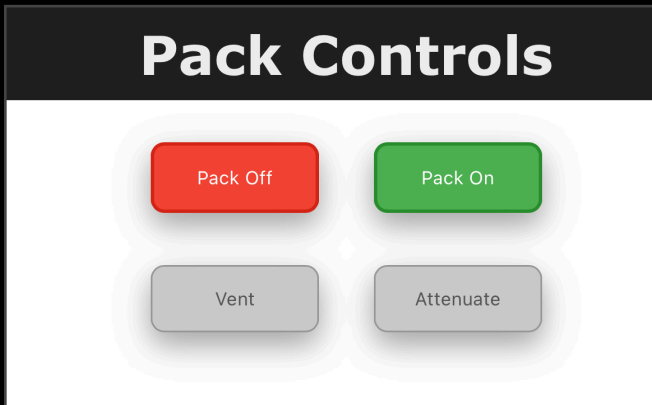 Pack Controls
Pack Off
Pack On
Vent
Attenuate